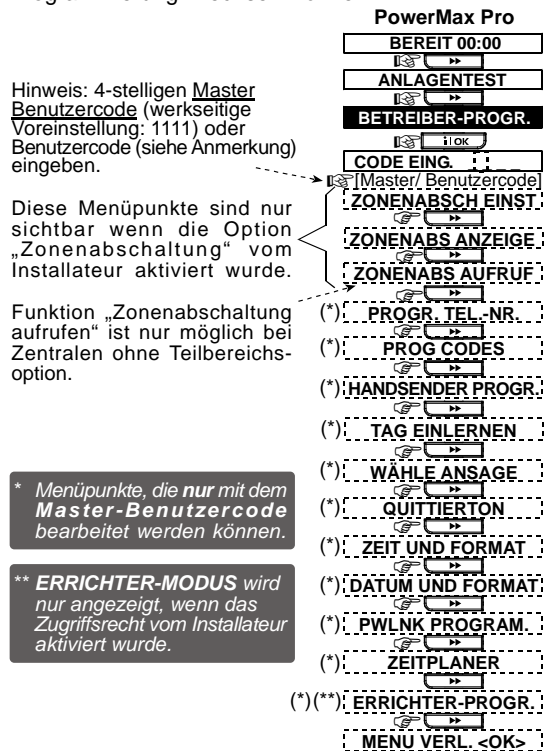 PowerMax Pro
BEREIT 00:00
ANLAGENTEST
BETREIBER-PROGR.
i I OK
CODE EING. _ _ _ _
[Master/ Benutzercode]
ZONENABSCH EINST
ZONENABS ANZEIGE
ZONENABS AUFRUF
(*) PROGR. TEL.-NR.
(*) PROG CODES
(*) HANDSENDER PROGR.
(*) TAG EINLERNEN
(*) WÄHLE ANSAGE
(*) QUITTIERTON
(*) ZEIT UND FORMAT
(*) DATUM UND FORMAT
(*) PWLNK PROGRAM.
(*) ZEITPLANER
(*)(**) ERRICHTER-PROGR.
MENU VERL. <OK>
Hinweis: 4-stelligen Master
Benutzercode (werkseitige
Voreinstellung: 1111) oder
Benutzercode (siehe Anmerkung)
eingeben.
Diese Menüpunkte sind nur
sichtbar wenn die Option
„Zonenabschaltung“ vom
Installateur aktiviert wurde.
Funktion „Zonenabschaltung
aufrufen“ ist nur möglich bei
Zentralen ohne Teilbereichs-
option.
* Menüpunkte, die nur mit dem
Master-Benutzercode
bearbeitet werden können.
** ERRICHTER-MODUS wird
nur angezeigt, wenn das
Zugriffsrecht vom Installateur
aktiviert wurde.